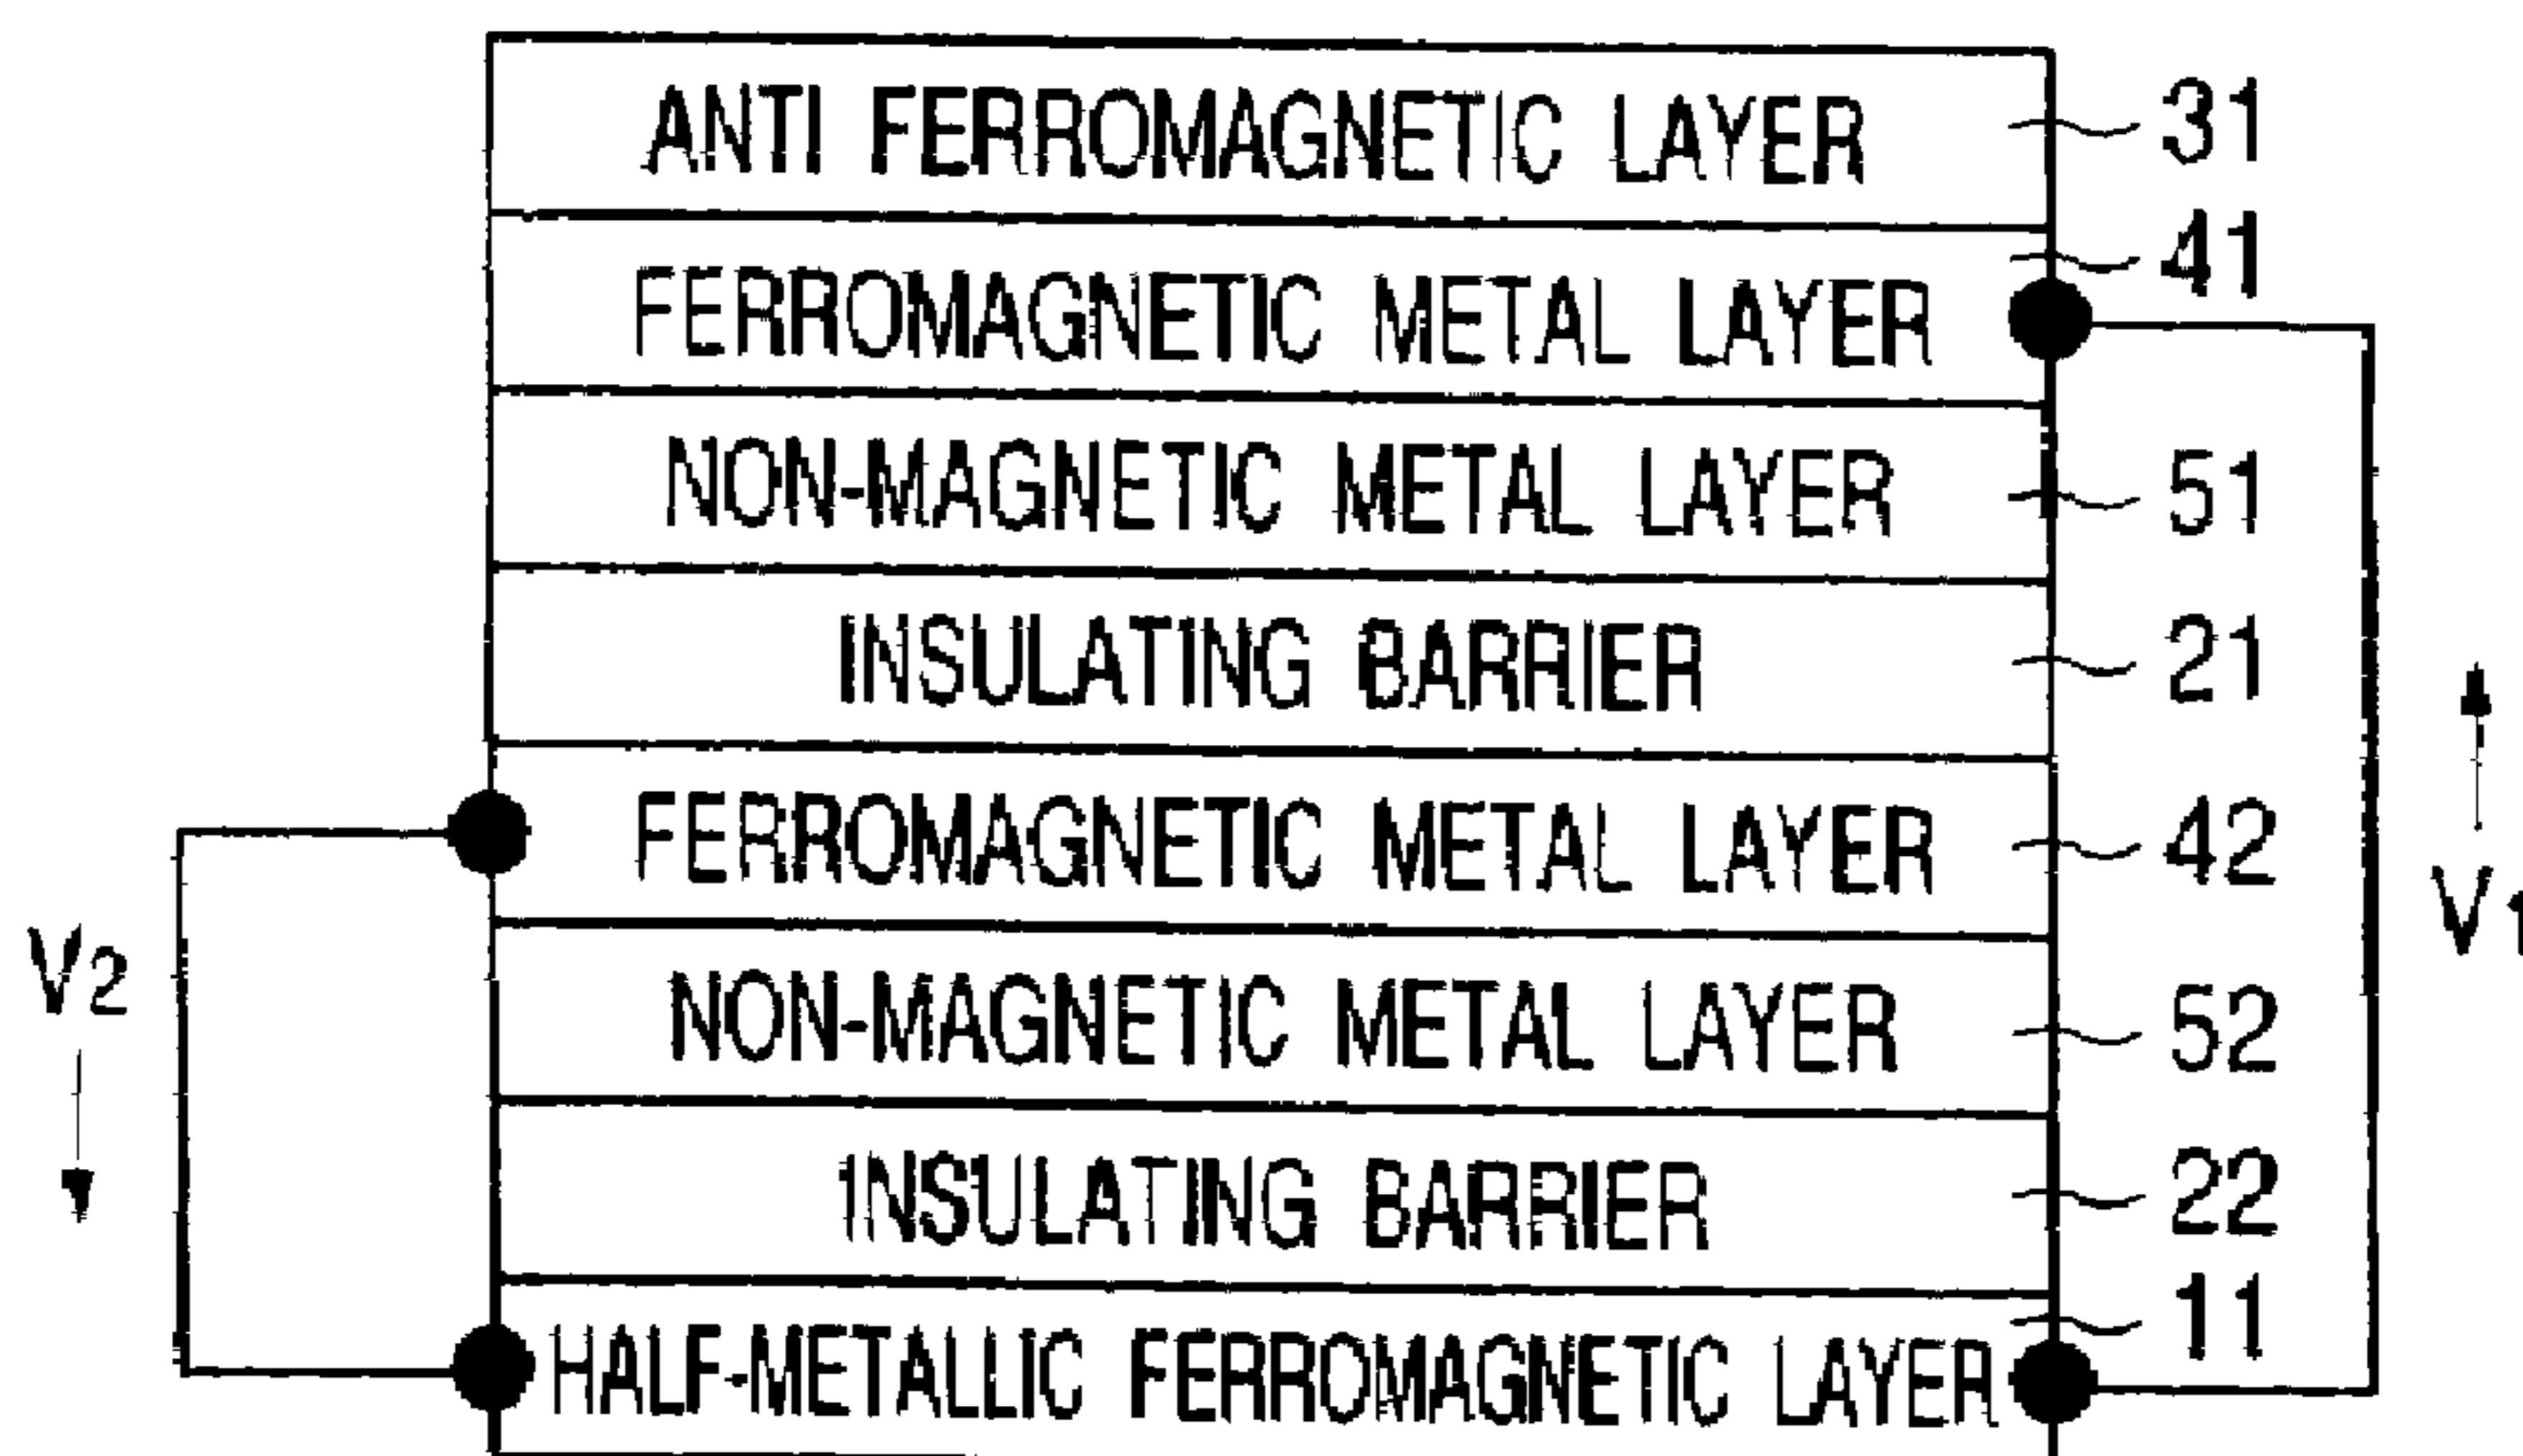 ANTI FERROMAGNETIC LAYER 31
FERROMAGNETIC METAL LAYER 41
NON-MAGNETIC METAL LAYER 51
INSULATING BARRIER 21
FERROMAGNETIC METAL LAYER 42
V1
V2
NON-MAGNETIC METAL LAYER 52
INSULATING BARRIER 22
HALF-METALLIC FERROMAGNETIC LAYER 11